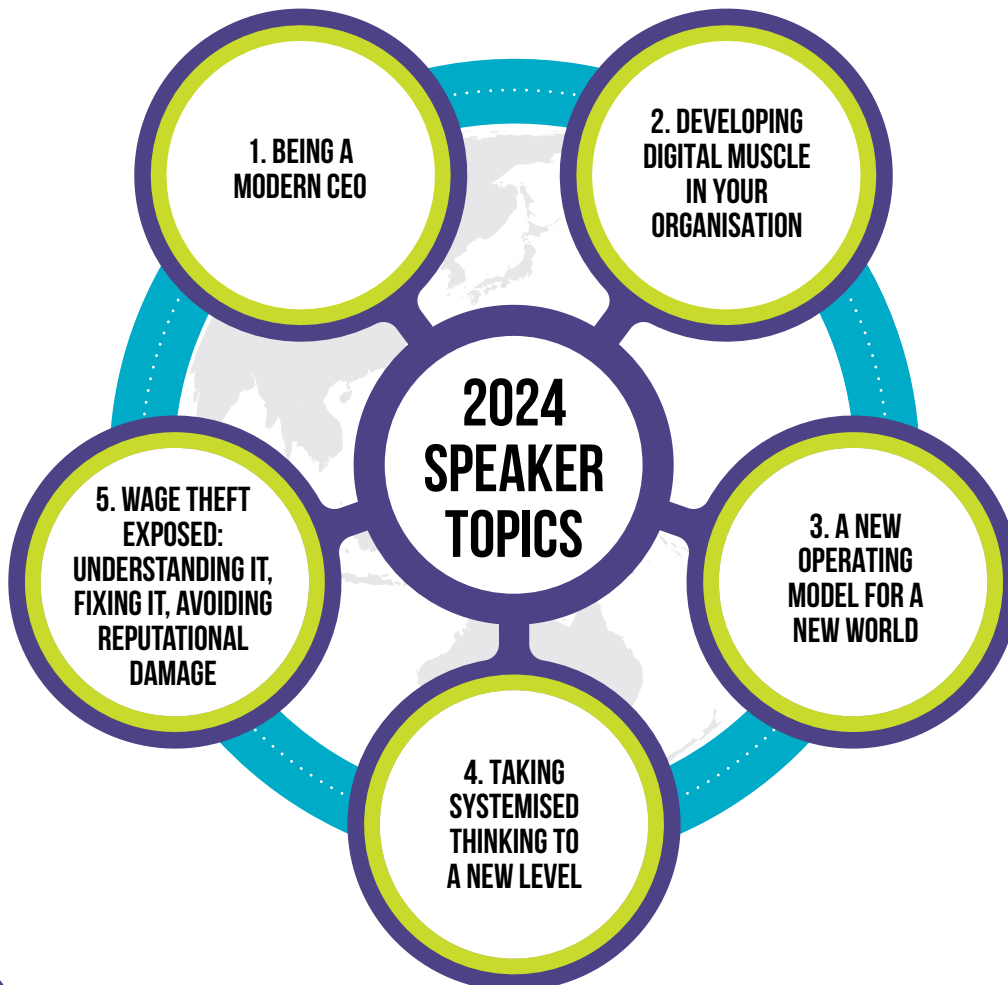 1. BEING A
MODERN CEO
2. DEVELOPING
DIGITAL MUSCLE
IN YOUR
ORGANISATION
2024
SPEAKER
TOPICS
3. A NEW
OPERATING
MODEL FOR A
NEW WORLD
4. TAKING
SYSTEMISED
THINKING TO
A NEW LEVEL
5. WAGE THEFT
EXPOSED:
UNDERSTANDING IT,
FIXING IT, AVOIDING
REPUTATIONAL
DAMAGE